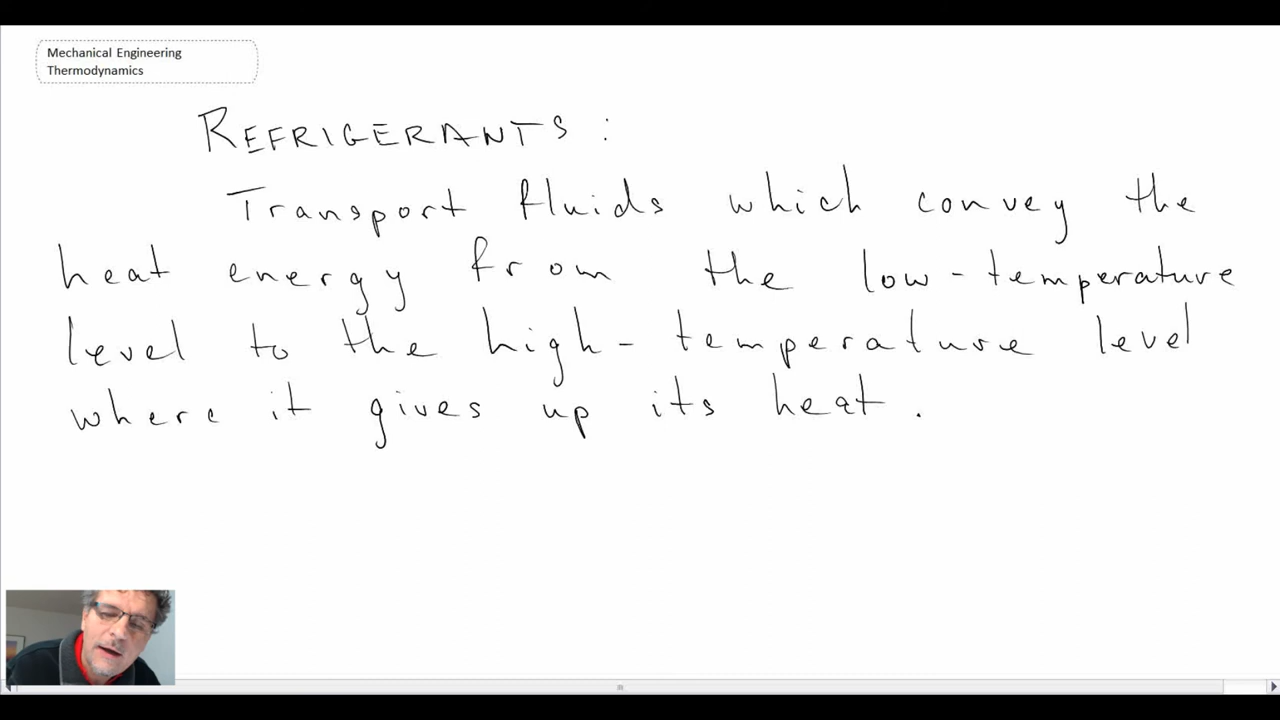 Mechanical Engineering
Thermodynamics
REFRIGERANTS :
Transport fluids which convey the
heat energy from the low-temperature
level to the high-temperature level
where it gives up its heat.